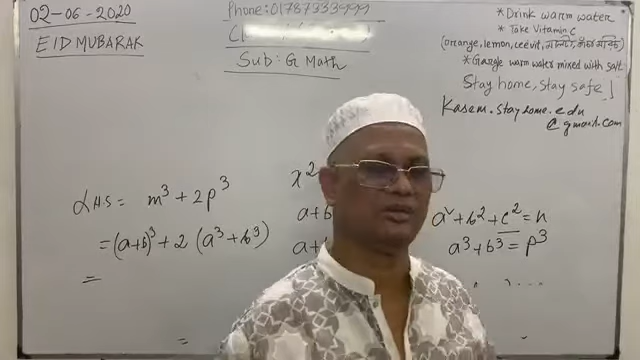 02-06-2020
EID MUBARAK
Phone: 01787333999
Cl
Sub: G Math
* Drink warm water
* Take Vitamin C
(orrange, lemon, ceevit,
* Gargle warm water mixed with salt
Stay home, stay safe
Kasem.stayhome.edu
@gmail.com
LHS = m³ + 2p³
= (a+b)³ + 2 (a³ + b³)
=
x²
a+b
a+b
a² + b² + c² = n
a³ + b³ = p³